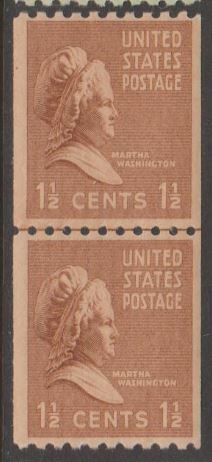 UNITED
STATES
POSTAGE
MARTHA
WASHINGTON
1½ CENTS 1½
UNITED
STATES
POSTAGE
MARTHA
WASHINGTON
1½ CENTS 1½